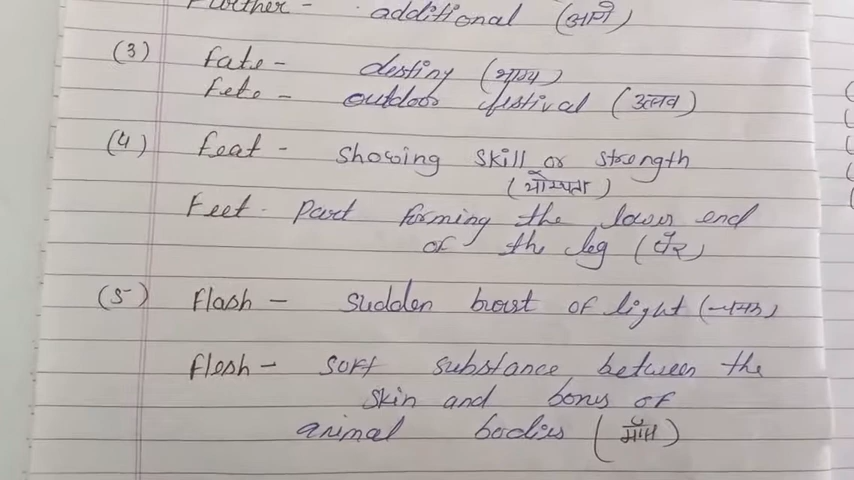 Further - additional (आगे)
(3) Fate - destiny (भाग्य)
Fete - outdoor festival (उत्सव)
(4) Feat - showing skill or strength
(योग्यता)
Feet - part forming the lower end
of the leg (पैर)
(5) Flash - sudden burst of light (चमक)
Flesh - soft substance between the
skin and bones of
animal bodies (माँस)